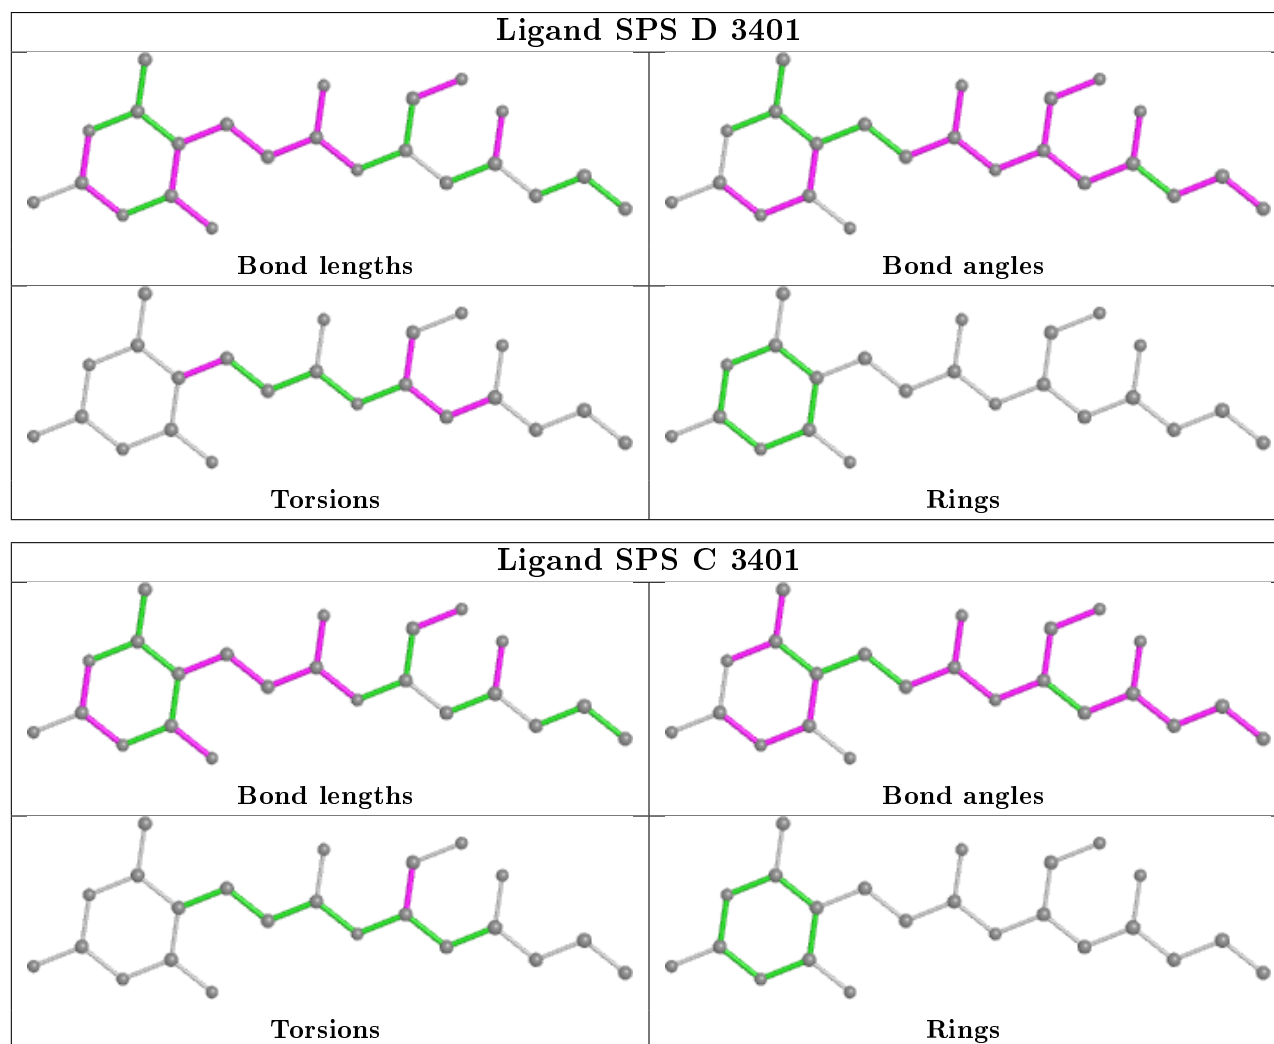 Ligand SPS D 3401
Bond lengths
Bond angles
Torsions
Rings
Ligand SPS C 3401
Bond lengths
Bond angles
Torsions
Rings